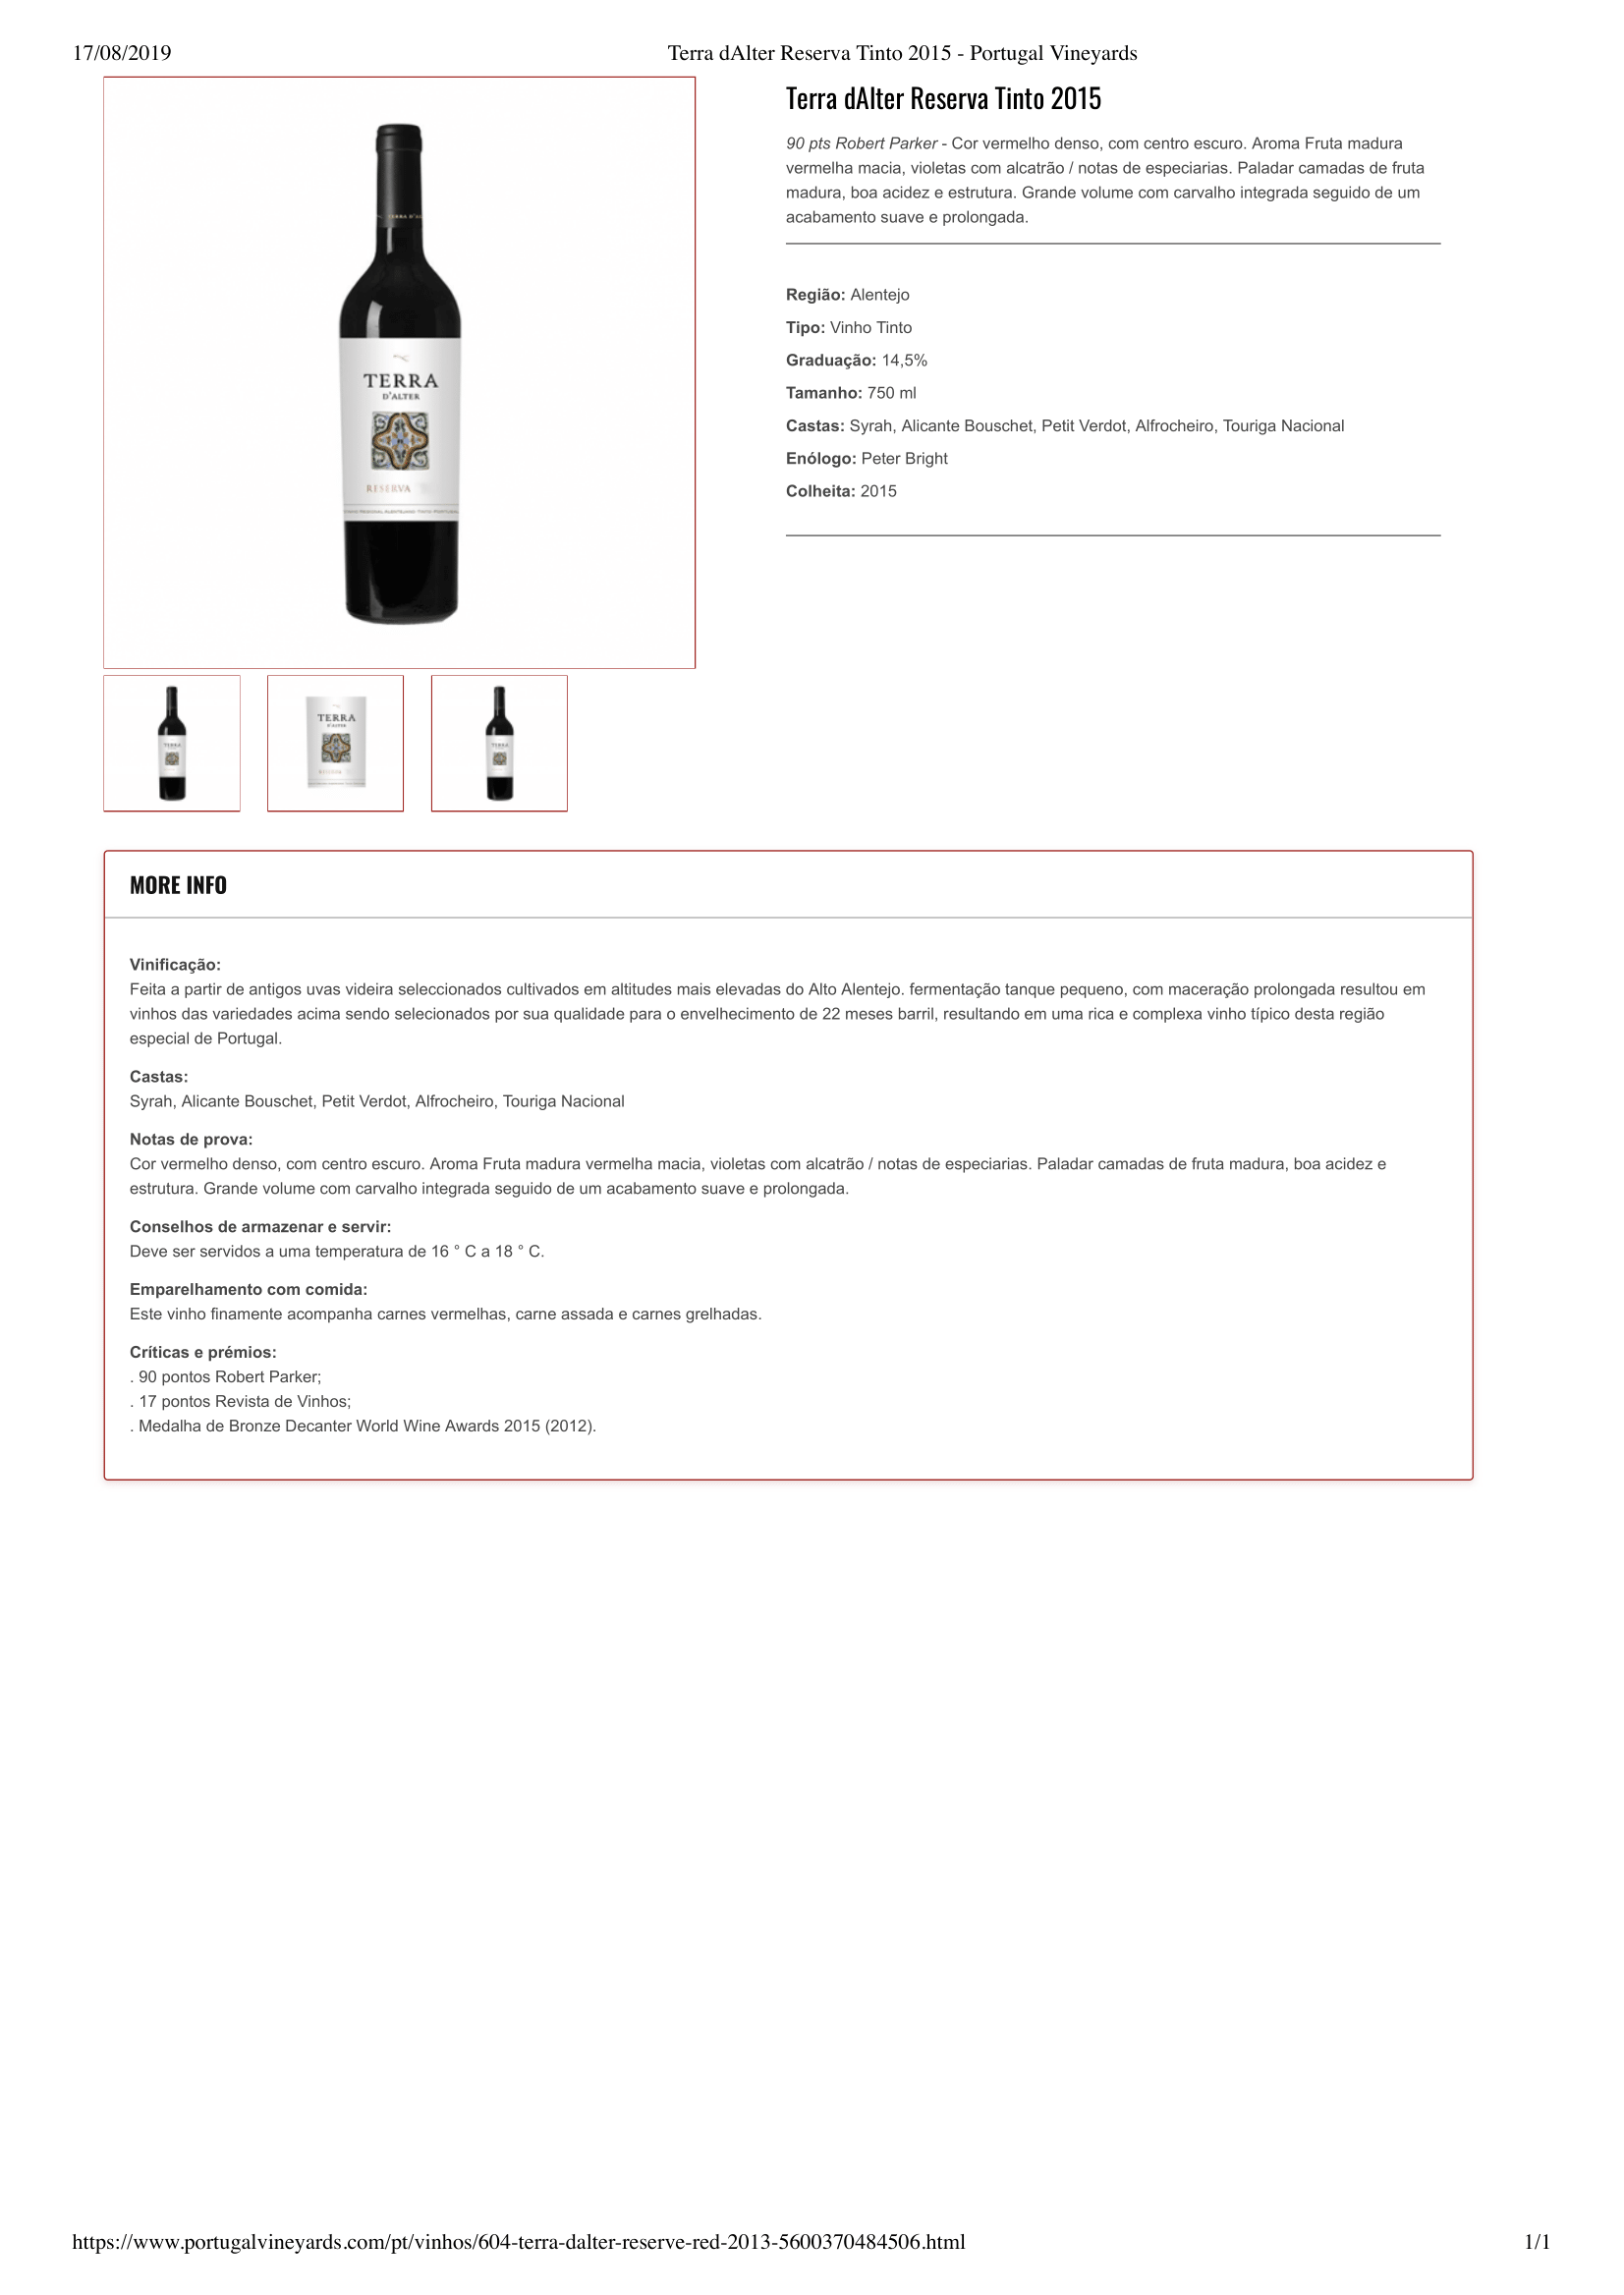 17/08/2019
Terra dAlter Reserva Tinto 2015 - Portugal Vineyards
Terra dAlter Reserva Tinto 2015
90 pts Robert Parker - Cor vermelho denso, com centro escuro. Aroma Fruta madura
vermelha macia, violetas com alcatrão / notas de especiarias. Paladar camadas de fruta
madura, boa acidez e estrutura. Grande volume com carvalho integrada seguido de um
acabamento suave e prolongada.
Região: Alentejo
Tipo: Vinho Tinto
Graduação: 14,5%
Tamanho: 750 ml
Castas: Syrah, Alicante Bouschet, Petit Verdot, Alfrocheiro, Touriga Nacional
Enólogo: Peter Bright
Colheita: 2015
TERRA
D'ALTER
RESERVA
TERRA
TERRA
D'ALTER
RESERVA
TERRA
MORE INFO
Vinificação:
Feita a partir de antigos uvas videira seleccionados cultivados em altitudes mais elevadas do Alto Alentejo. fermentação tanque pequeno, com maceração prolongada resultou em
vinhos das variedades acima sendo selecionados por sua qualidade para o envelhecimento de 22 meses barril, resultando em uma rica e complexa vinho típico desta região
especial de Portugal.
Castas:
Syrah, Alicante Bouschet, Petit Verdot, Alfrocheiro, Touriga Nacional
Notas de prova:
Cor vermelho denso, com centro escuro. Aroma Fruta madura vermelha macia, violetas com alcatrão / notas de especiarias. Paladar camadas de fruta madura, boa acidez e
estrutura. Grande volume com carvalho integrada seguido de um acabamento suave e prolongada.
Conselhos de armazenar e servir:
Deve ser servidos a uma temperatura de 16 ° C a 18 ° C.
Emparelhamento com comida:
Este vinho finamente acompanha carnes vermelhas, carne assada e carnes grelhadas.
Críticas e prémios:
. 90 pontos Robert Parker;
. 17 pontos Revista de Vinhos;
. Medalha de Bronze Decanter World Wine Awards 2015 (2012).
https://www.portugalvineyards.com/pt/vinhos/604-terra-dalter-reserve-red-2013-5600370484506.html
1/1